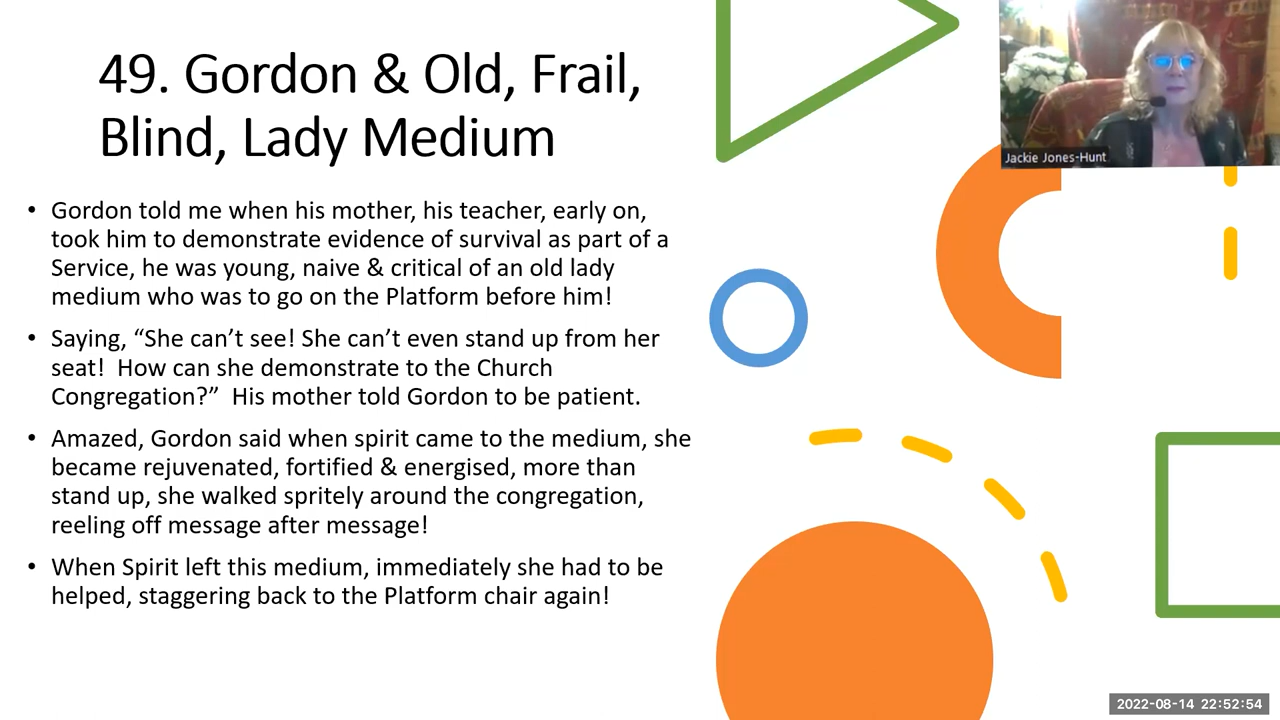 49. Gordon & Old, Frail,
Blind, Lady Medium
• Gordon told me when his mother, his teacher, early on,
took him to demonstrate evidence of survival as part of a
Service, he was young, naive & critical of an old lady
medium who was to go on the Platform before him!
• Saying, “She can’t see! She can’t even stand up from her
seat!  How can she demonstrate to the Church
Congregation?”  His mother told Gordon to be patient.
• Amazed, Gordon said when spirit came to the medium, she
became rejuvenated, fortified & energised, more than
stand up, she walked spritely around the congregation,
reeling off message after message!
• When Spirit left this medium, immediately she had to be
helped, staggering back to the Platform chair again!
Jackie Jones-Hunt
2022-08-14 22:52:54